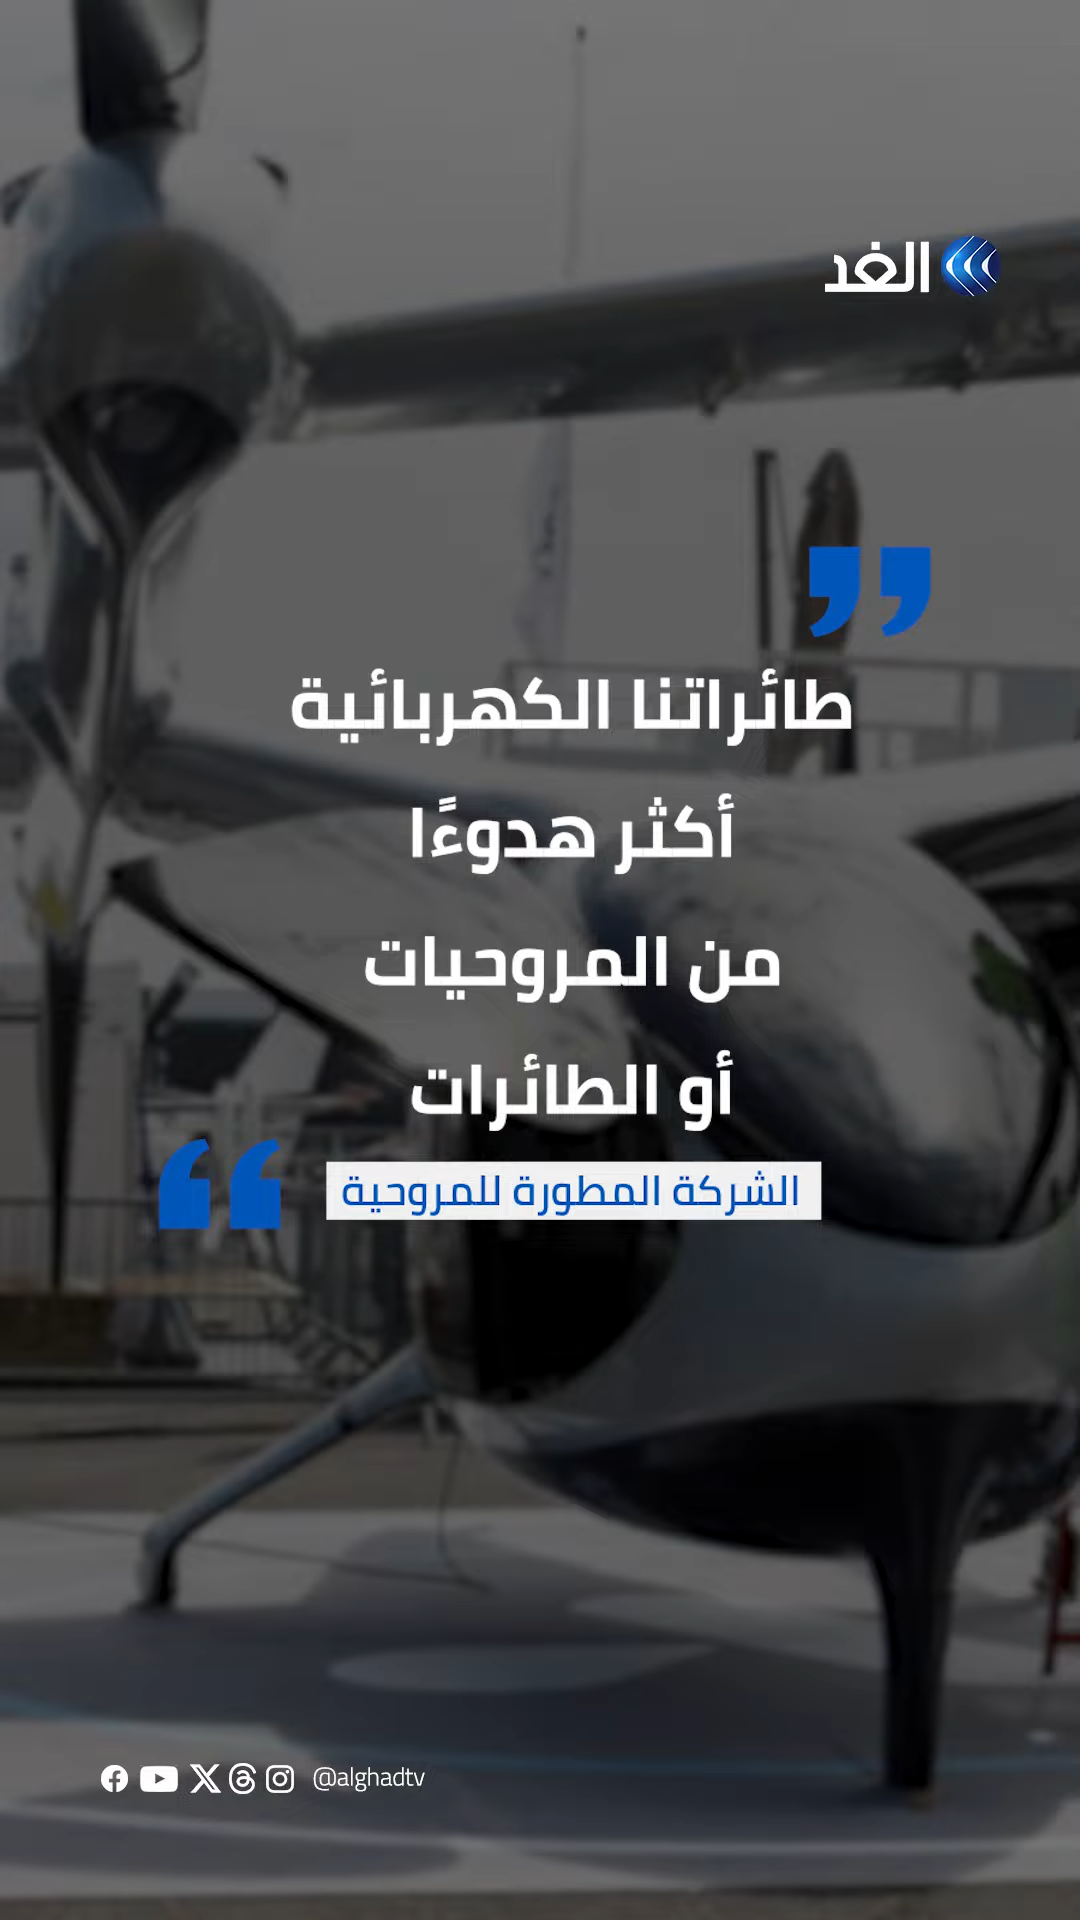 الغد
طائراتنا الكهربائية
أكثر هدوءًا
من المروحيات
أو الطائرات
الشركة المطورة للمروحية
@alghadtv